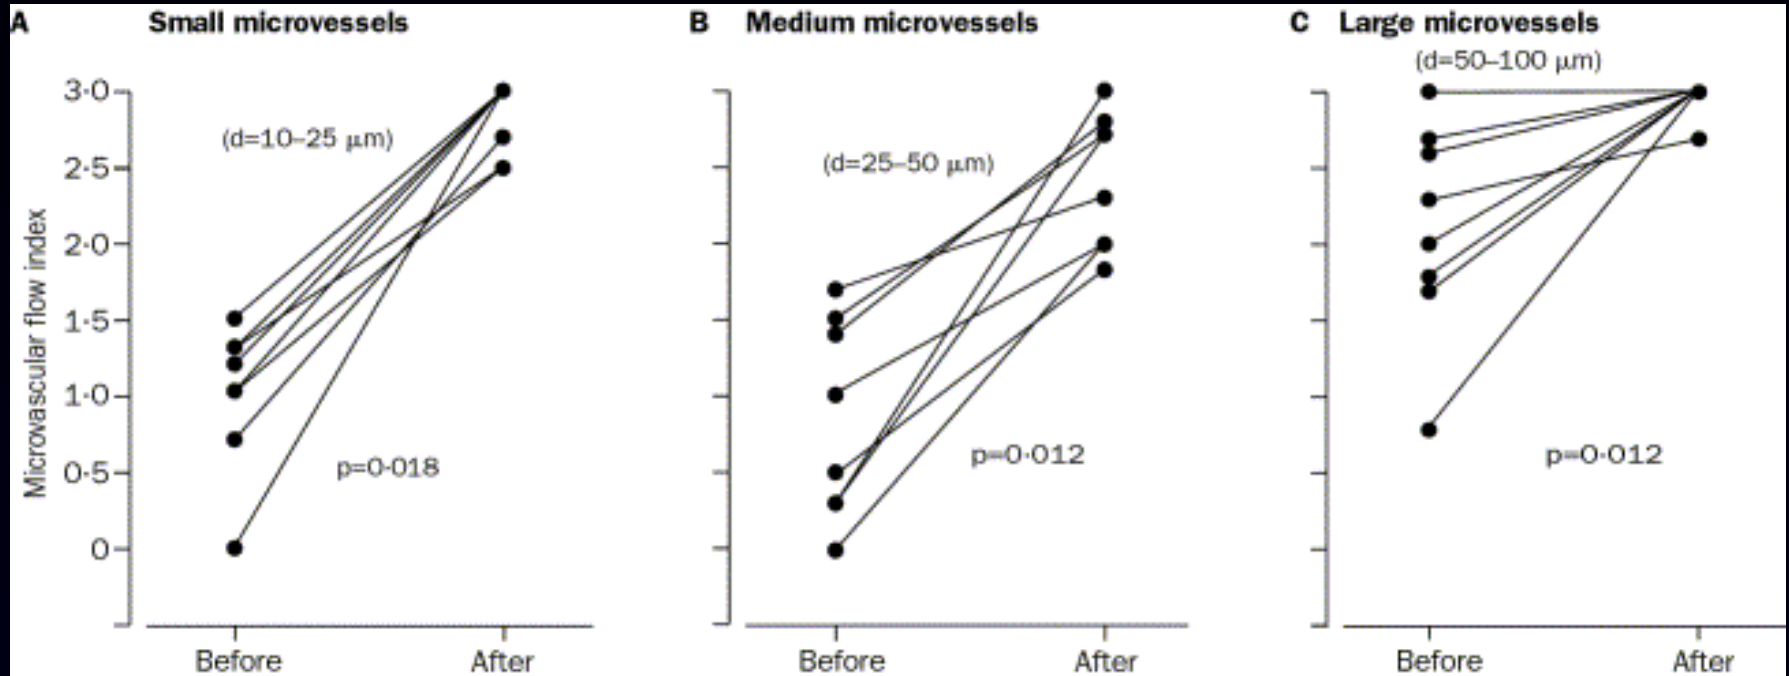 A Small microvessels
(d=10–25 μm)
Microvascular flow index
3·0
2·5
2·0
1·5
1·0
0·5
0
p=0·018
Before After
B Medium microvessels
(d=25–50 μm)
p=0·012
Before After
C Large microvessels
(d=50–100 μm)
p=0·012
Before After